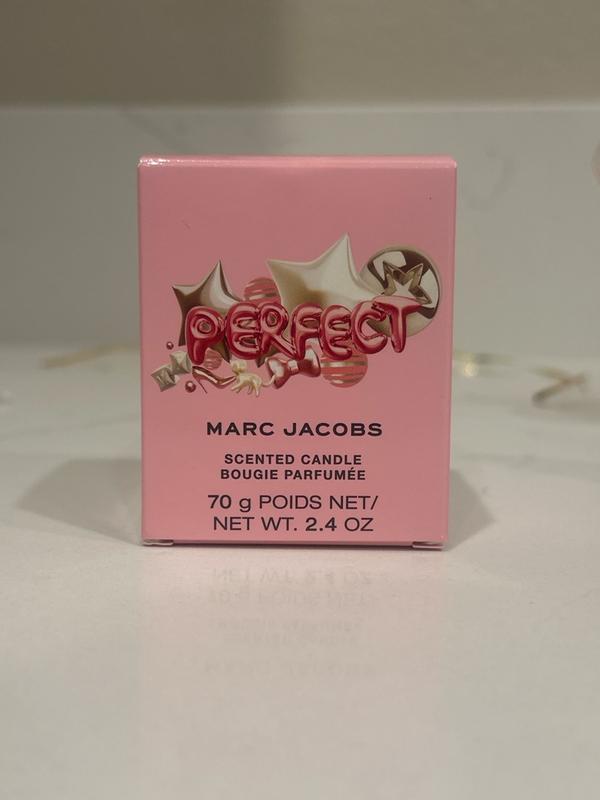 PERFECT
MARC JACOBS
SCENTED CANDLE
BOUGIE PARFUMÉE
70 g POIDS NET/
NET WT. 2.4 OZ